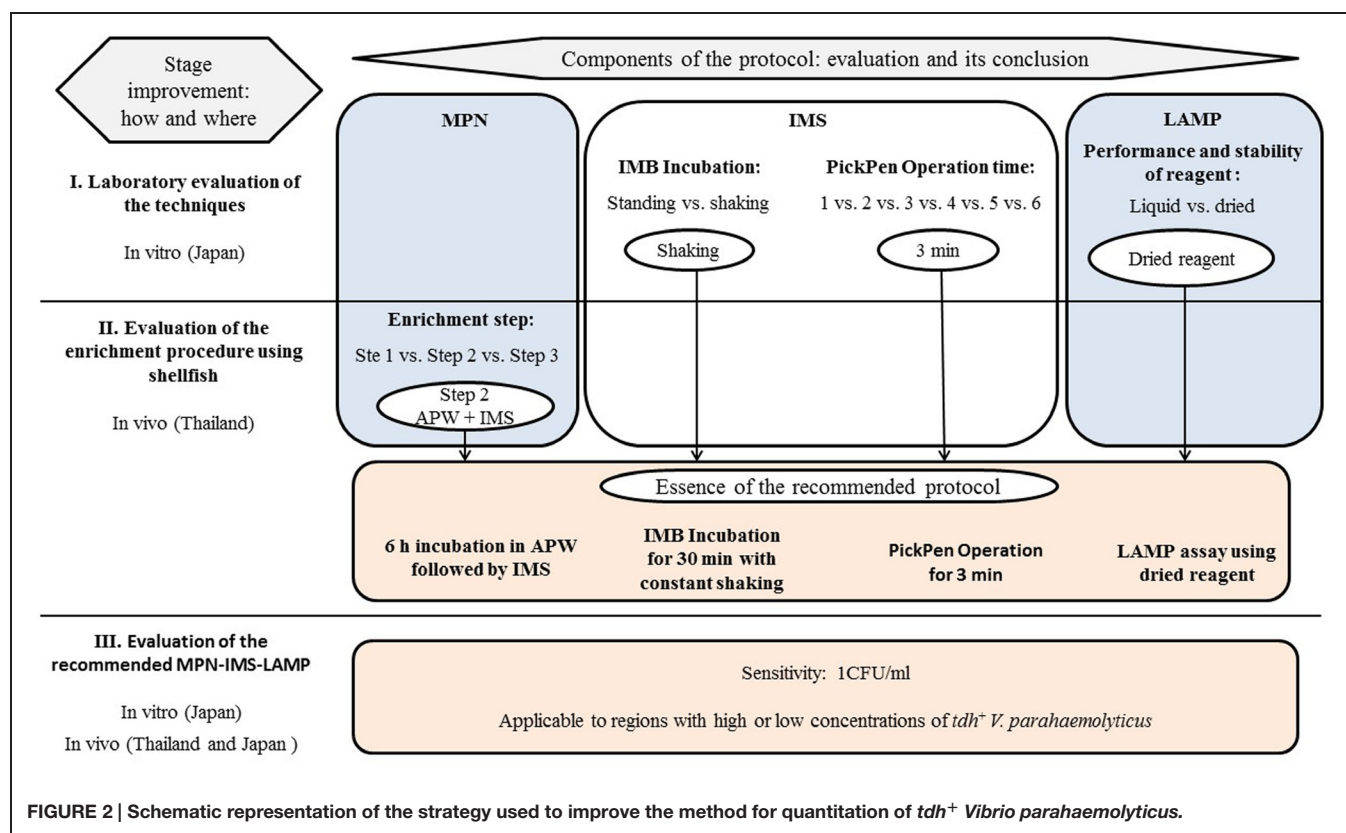 Stage
improvement:
how and where
Components of the protocol: evaluation and its conclusion
I. Laboratory evaluation of
the techniques
In vitro (Japan)
MPN
IMS
IMB Incubation:
Standing vs. shaking
Shaking
PickPen Operation time:
1 vs. 2 vs. 3 vs. 4 vs. 5 vs. 6
3 min
LAMP
Performance and stability
of reagent :
Liquid vs. dried
Dried reagent
II. Evaluation of the
enrichment procedure using
shellfish
In vivo (Thailand)
Enrichment step:
Ste 1 vs. Step 2 vs. Step 3
Step 2
APW + IMS
Essence of the recommended protocol
6 h incubation in APW
followed by IMS
IMB Incubation
for 30 min with
constant shaking
PickPen Operation
for 3 min
LAMP assay using
dried reagent
III. Evaluation of the
recommended MPN-IMS-LAMP
In vitro (Japan)
In vivo (Thailand and Japan )
Sensitivity: 1CFU/ml
Applicable to regions with high or low concentrations of tdh⁺ V. parahaemolyticus
FIGURE 2 | Schematic representation of the strategy used to improve the method for quantitation of tdh⁺ Vibrio parahaemolyticus.